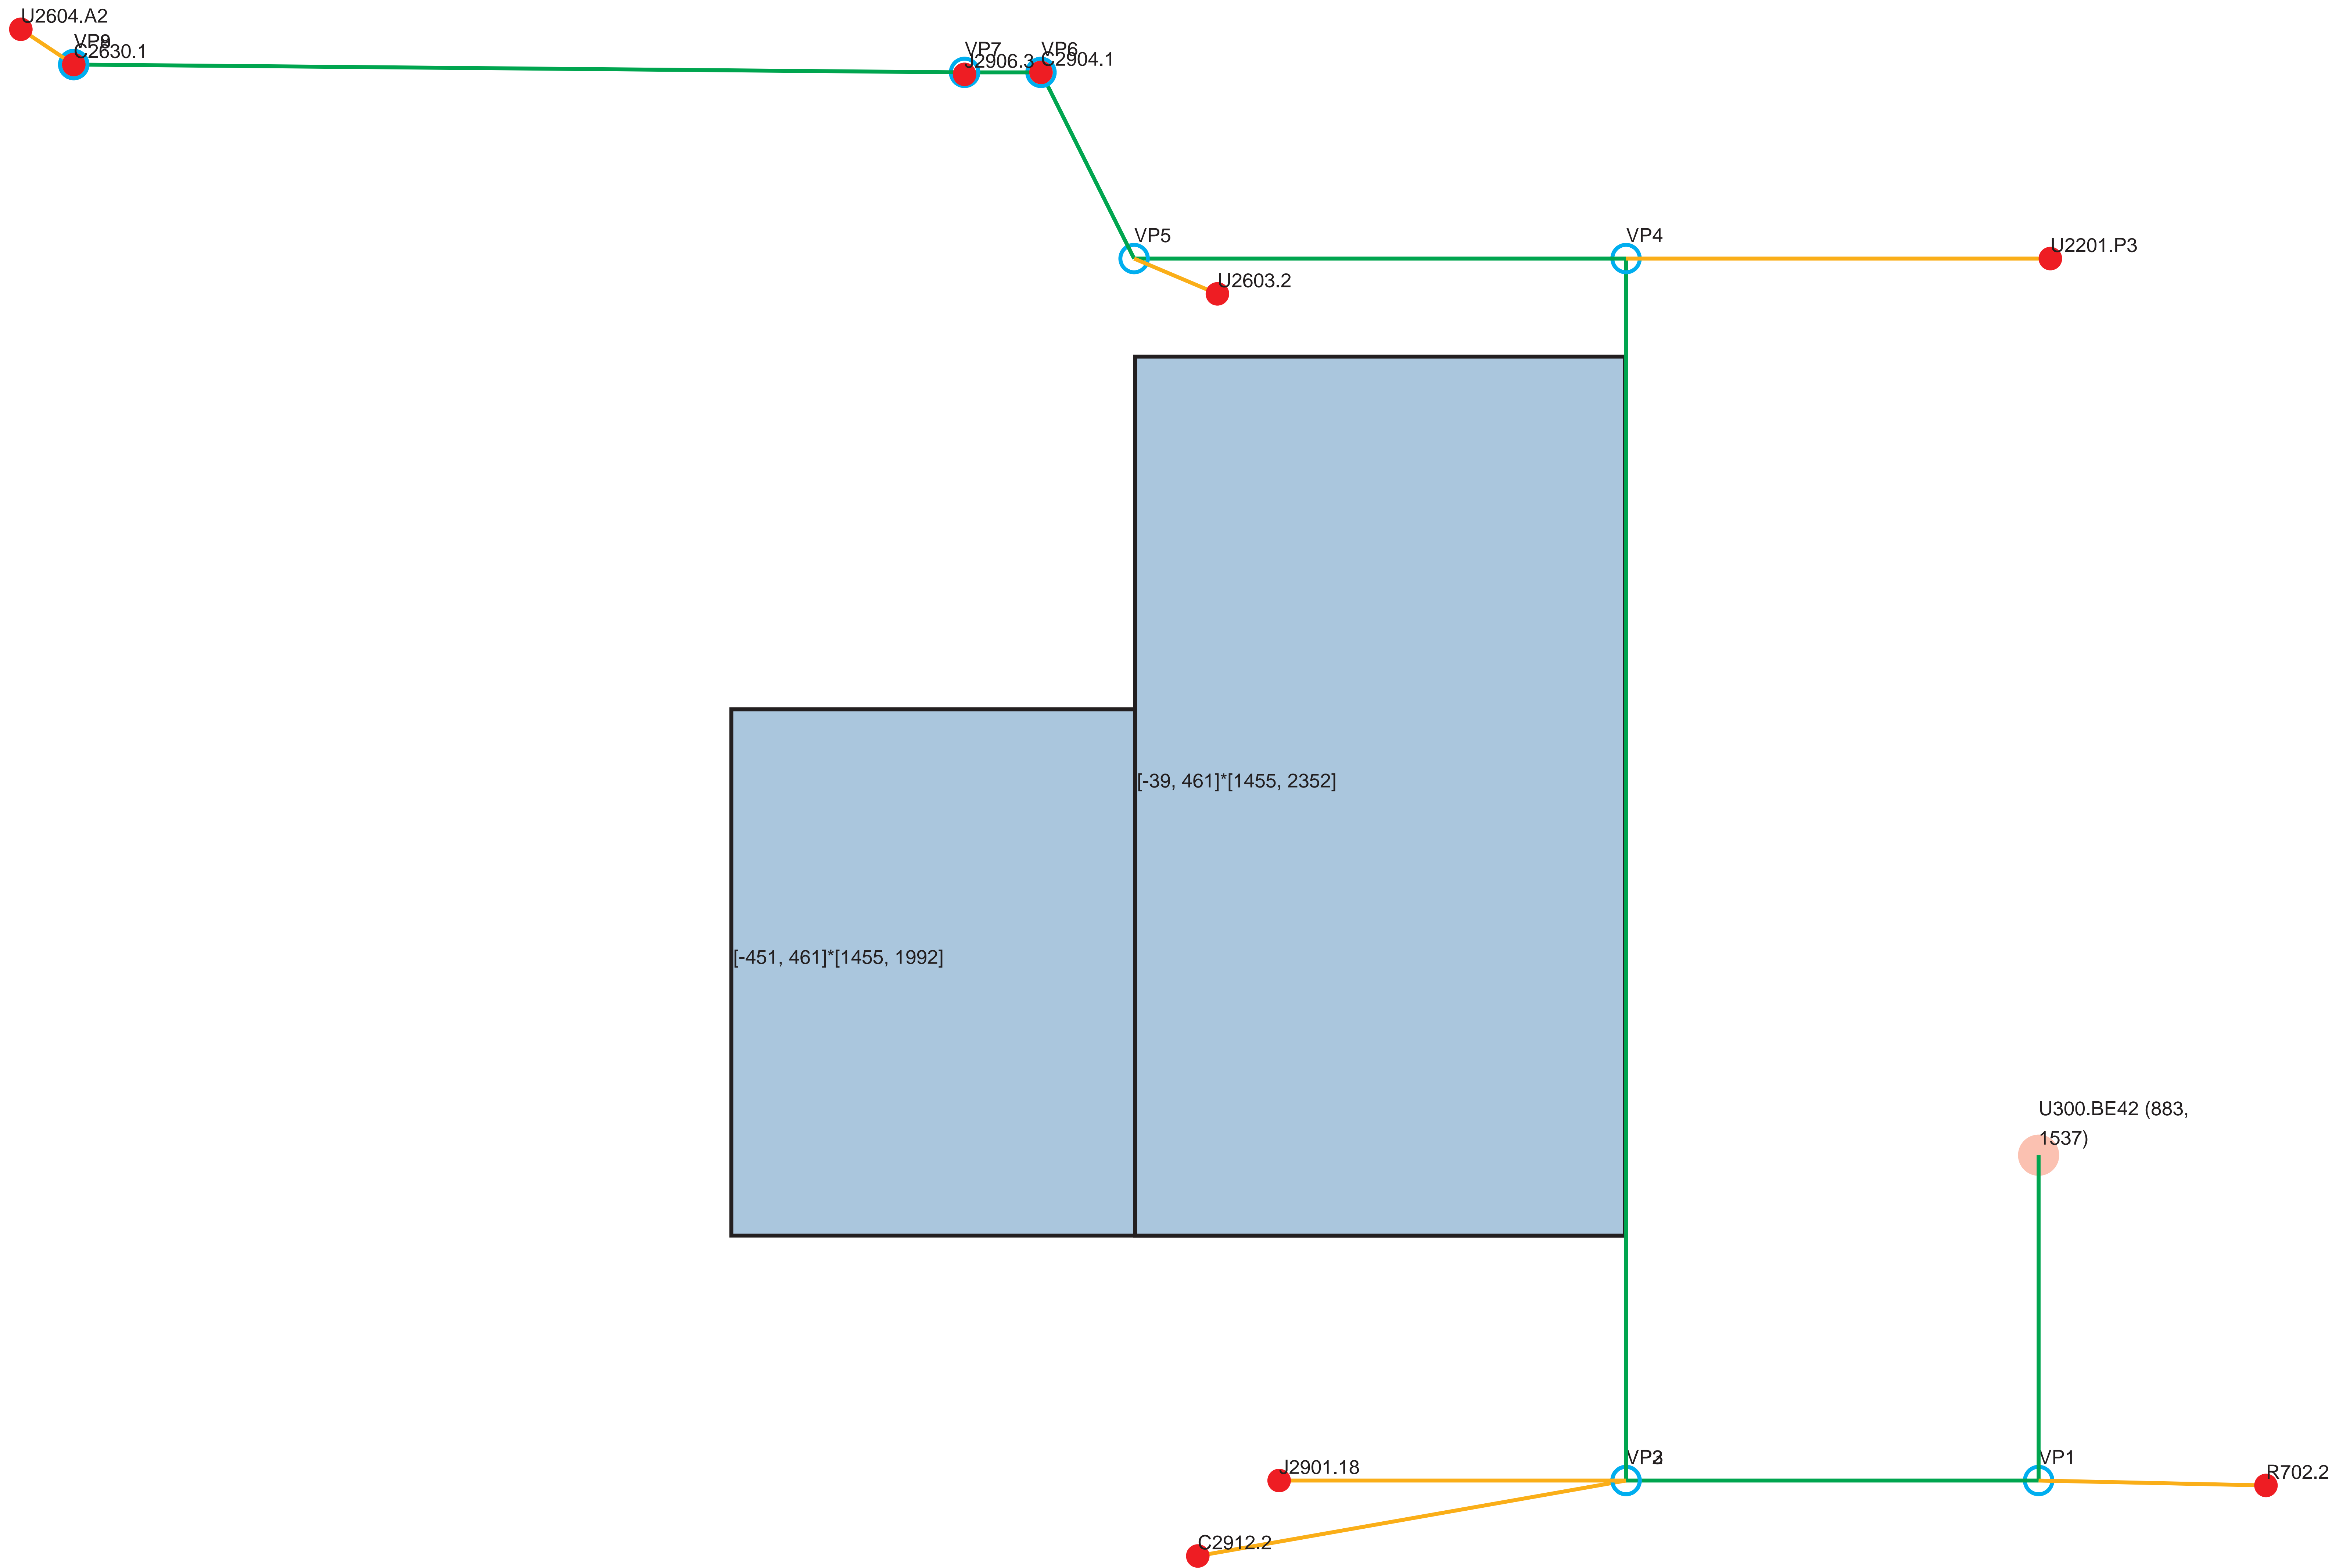 U2604.A2
C2630.1
VP7
VP6
J2906.3
C2904.1
VP5
VP4
U2201.P3
U2603.2
[-39, 461]*[1455, 2352]
[-451, 461]*[1455, 1992]
U300.BE42 (883,
1537)
VP1
J2901.18
R702.2
C2912.2